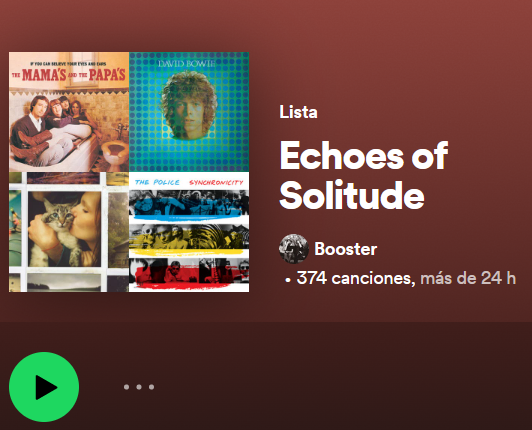 IF YOU CAN BELIEVE YOUR EYES AND EARS
THE MAMA'S AND THE PAPA'S
DAVID BOWIE
THE POLICE SYNCHRONICITY
Lista
Echoes of
Solitude
Booster
• 374 canciones, más de 24 h